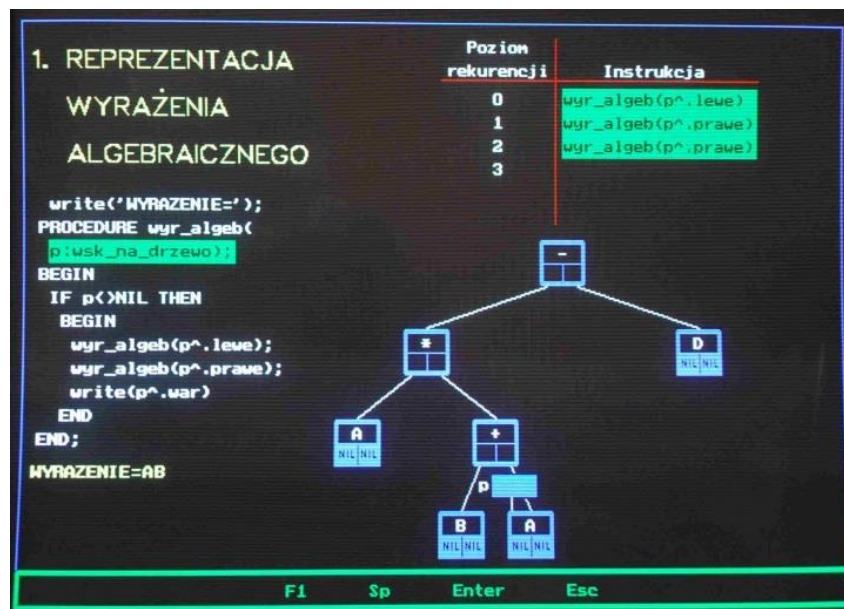 1. REPREZENTACJA
WYRAŻENIA
ALGEBRAICZNEGO
Poziom
rekurencji Instrukcja
0 wyr_algeb(p^.lewe)
1 wyr_algeb(p^.prawe)
2 wyr_algeb(p^.prawe)
3
write('WYRAZENIE=');
PROCEDURE wyr_algeb(
p:wsk_na_drzewo);
BEGIN
IF p<>NIL THEN
BEGIN
wyr_algeb(p^.lewe);
wyr_algeb(p^.prawe);
write(p^.war)
END
END;
WYRAZENIE=AB
-
* D
NIL NIL
A +
NIL NIL
p
B A
NIL NIL NIL NIL
F1 Sp Enter Esc